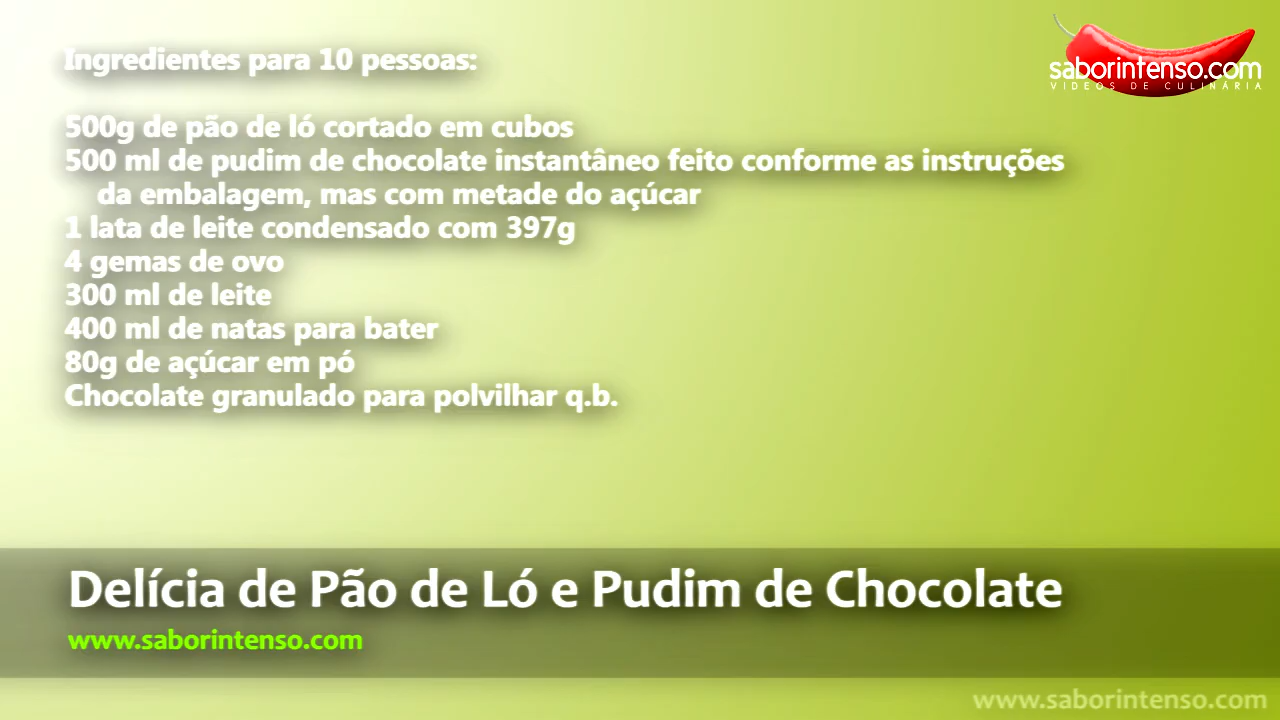 Ingredientes para 10 pessoas:
saborintenso.com
VIDEOS DE CULINÁRIA
500g de pão de ló cortado em cubos
500 ml de pudim de chocolate instantâneo feito conforme as instruções
da embalagem, mas com metade do açúcar
1 lata de leite condensado com 397g
4 gemas de ovo
300 ml de leite
400 ml de natas para bater
80g de açúcar em pó
Chocolate granulado para polvilhar q.b.
Delícia de Pão de Ló e Pudim de Chocolate
www.saborintenso.com
www.saborintenso.com